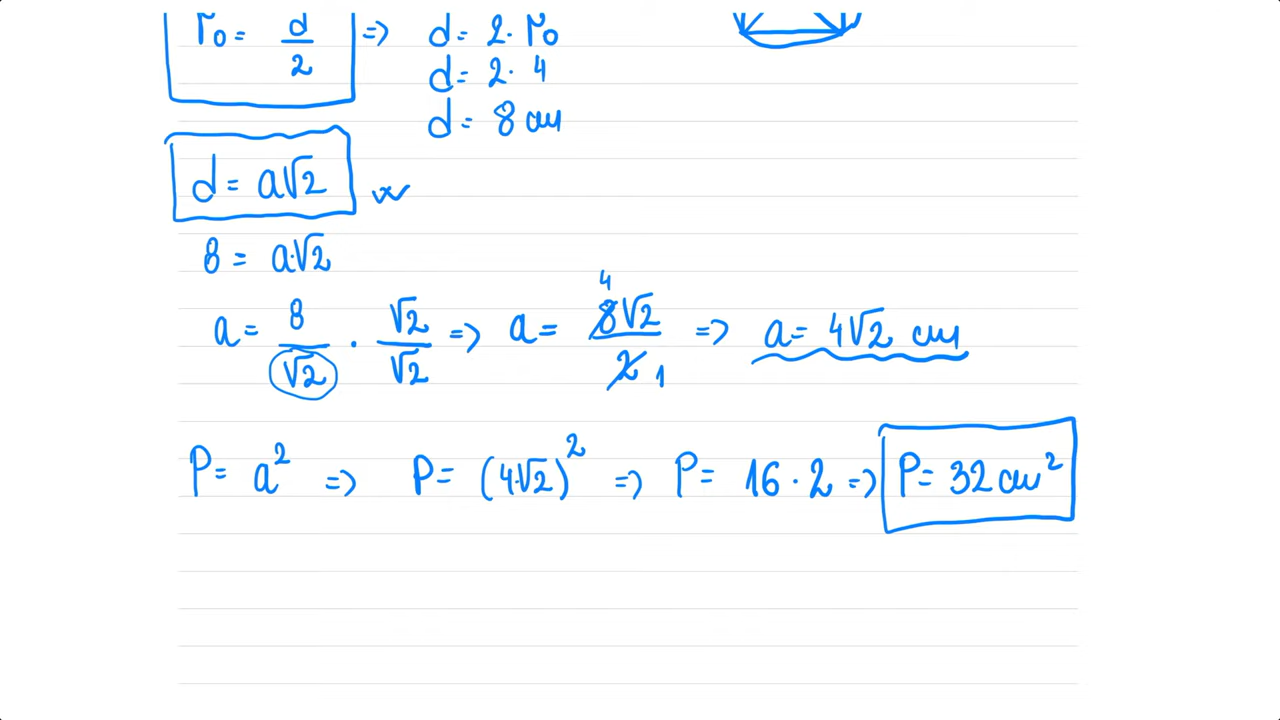 r₀ = d/2 => d = 2 · r₀
d = 2 · 4
d = 8 cm
d = a√2
8 = a·√2
a = 8/√2 · √2/√2 => a = 8√2/2 4 1 => a = 4√2 cm
P = a² => P = (4·√2)² => P = 16 · 2 => P = 32 cm²